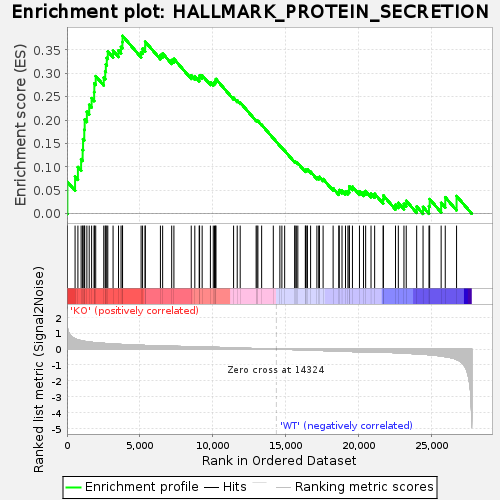 Enrichment plot: HALLMARK_PROTEIN_SECRETION
Enrichment score (ES)
0.35
0.30
0.25
0.20
0.15
0.10
0.05
0.00
'KO' (positively correlated)
Ranked list metric (Signal2Noise)
2
1
0
-1
-2
-3
-4
-5
Zero cross at 14324
'WT' (negatively correlated)
0
5,000
10,000
15,000
20,000
25,000
Rank in Ordered Dataset
Enrichment profile
Hits
Ranking metric scores